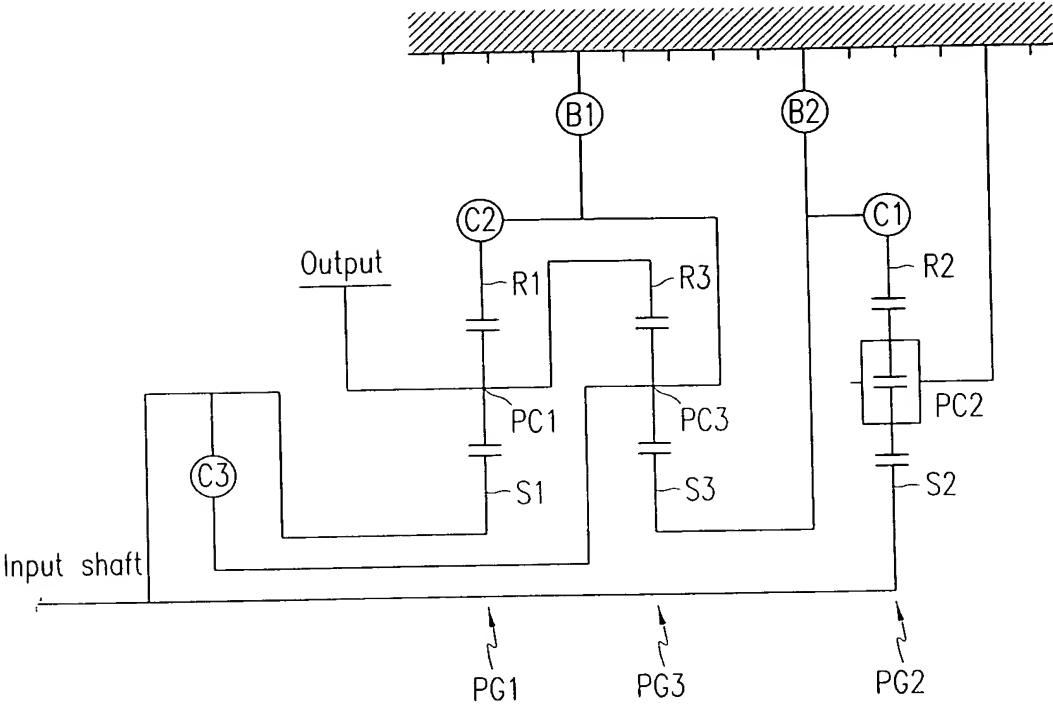 B1
B2
C2
C1
Output
R1
R3
R2
PC1
PC3
PC2
C3
S1
S3
S2
Input shaft
PG1
PG3
PG2